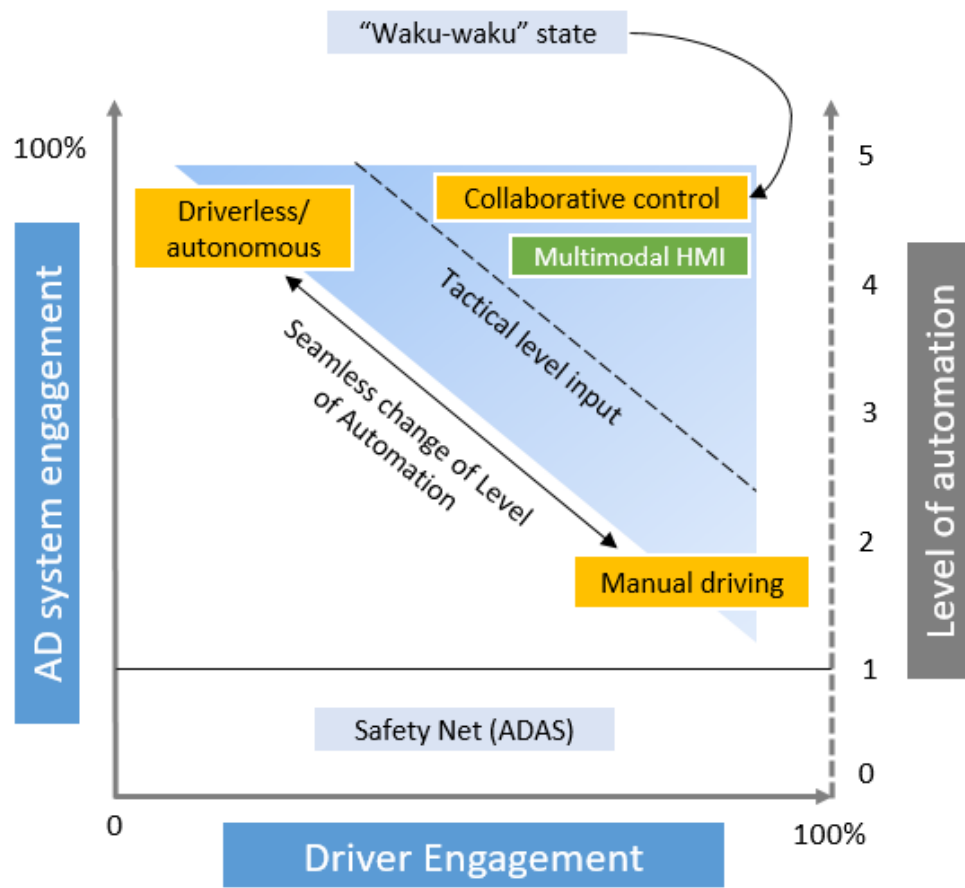 “Waku-waku” state
100%
5
Collaborative control
Driverless/
autonomous
Multimodal HMI
4
Tactical level input
Seamless change of Level
of Automation
3
2
Manual driving
1
Safety Net (ADAS)
0
0
100%
AD system engagement
Level of automation
Driver Engagement